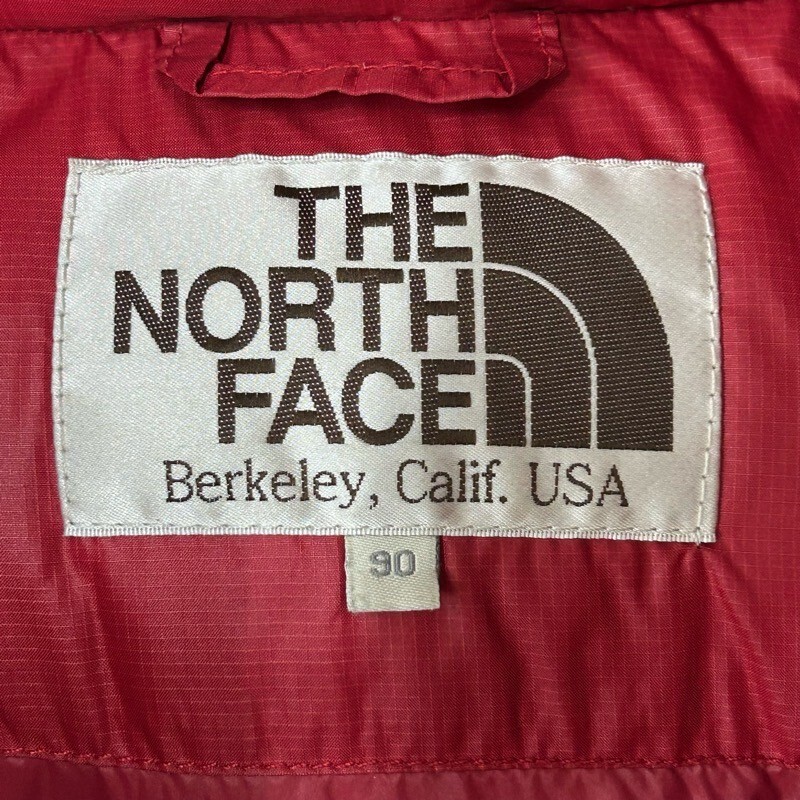 THE
NORTH
FACE
Berkeley, Calif. USA
90